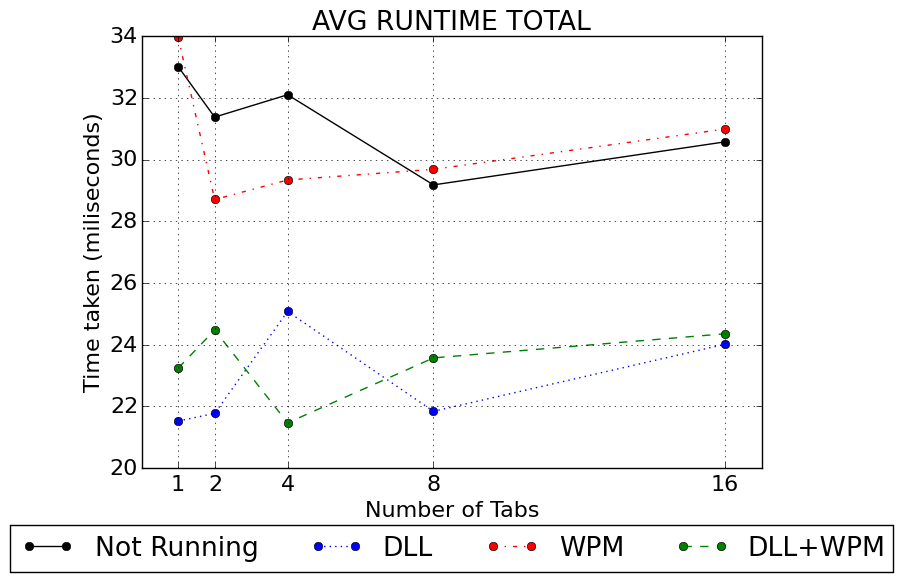 AVG RUNTIME TOTAL
34
32
30
28
26
24
22
20
Time taken (miliseconds)
1 2 4 8 16
Number of Tabs
Not Running DLL WPM DLL+WPM